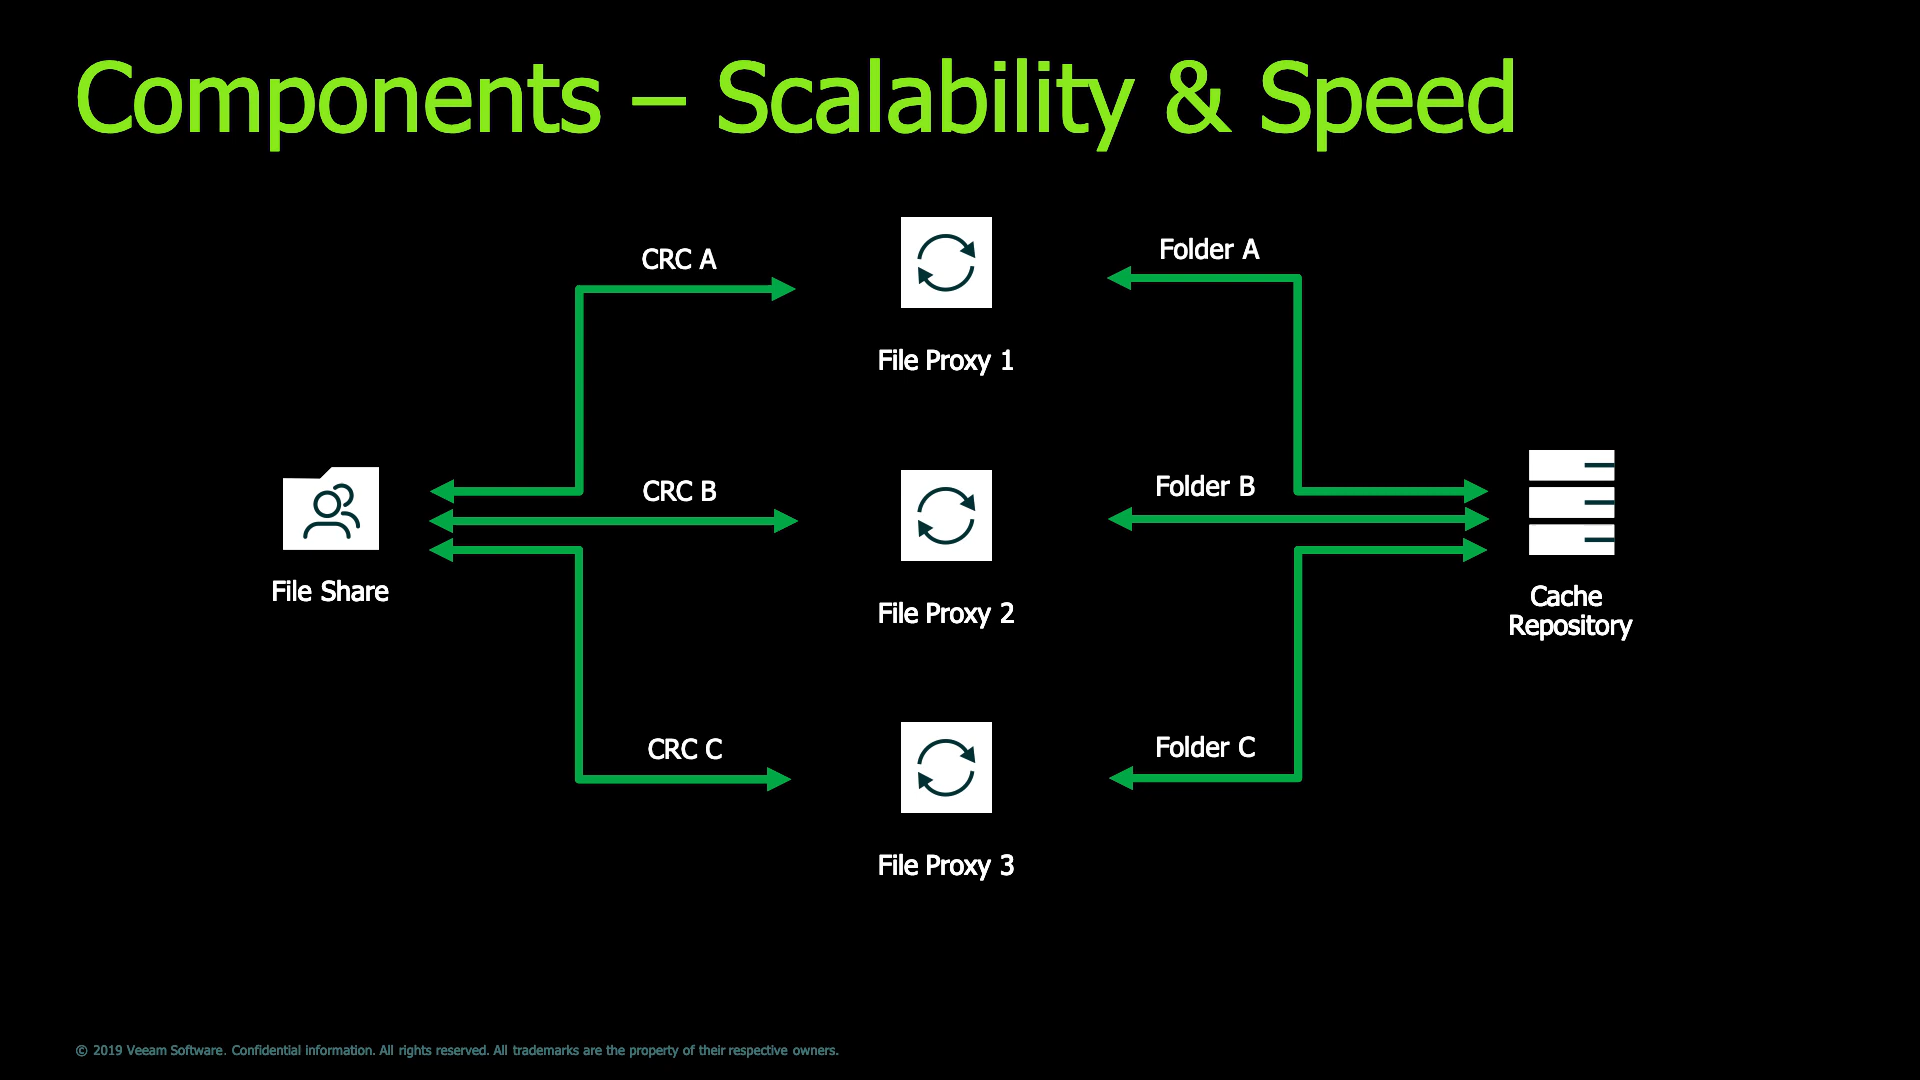 Components – Scalability & Speed
CRC A
Folder A
File Proxy 1
CRC B
Folder B
File Share
Cache
Repository
File Proxy 2
CRC C
Folder C
File Proxy 3
© 2019 Veeam Software. Confidential information. All rights reserved. All trademarks are the property of their respective owners.